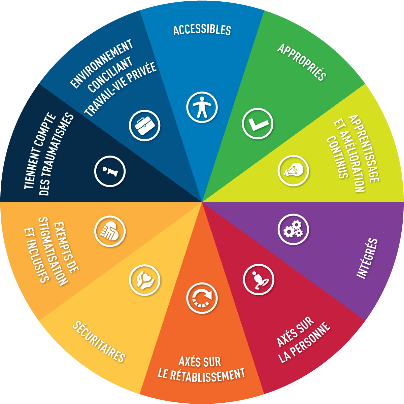 ACCESSIBLES
APPROPRIÉS
APPRENTISSAGE
ET AMÉLIORATION
CONTINUS
INTÉGRÉS
AXÉS SUR
LA PERSONNE
AXÉS SUR
LE RÉTABLISSEMENT
SÉCURITAIRES
EXEMPTS DE
STIGMATISATION
ET INCLUSIFS
TIENNENT COMPTE
DES TRAUMATISMES
ENVIRONNEMENT
CONCILIANT
TRAVAIL-VIE PRIVÉE